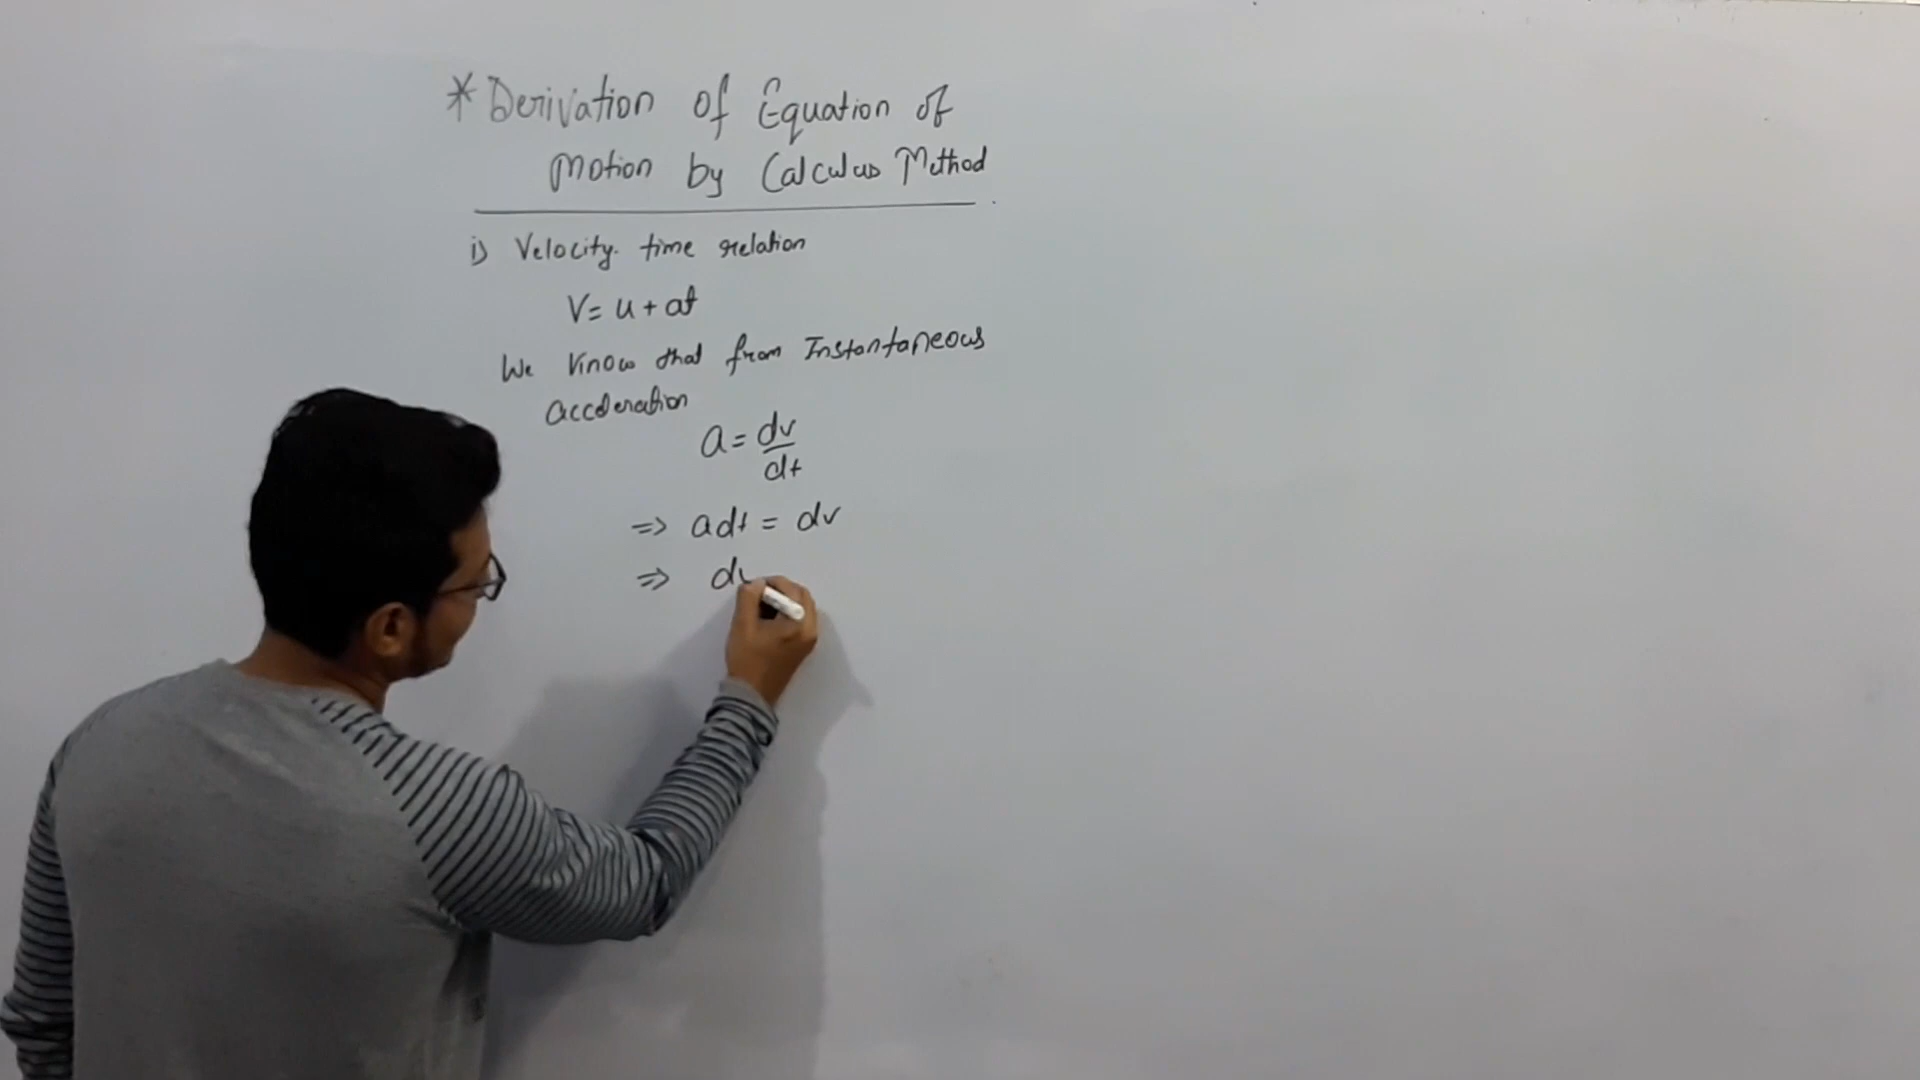 * Derivation of Equation of
Motion by Calculus Method
i) Velocity. time relation
V = u + at
We Know that from Instantaneous
acceleration
a = dv/dt
⇒ adt = dv
⇒ dv